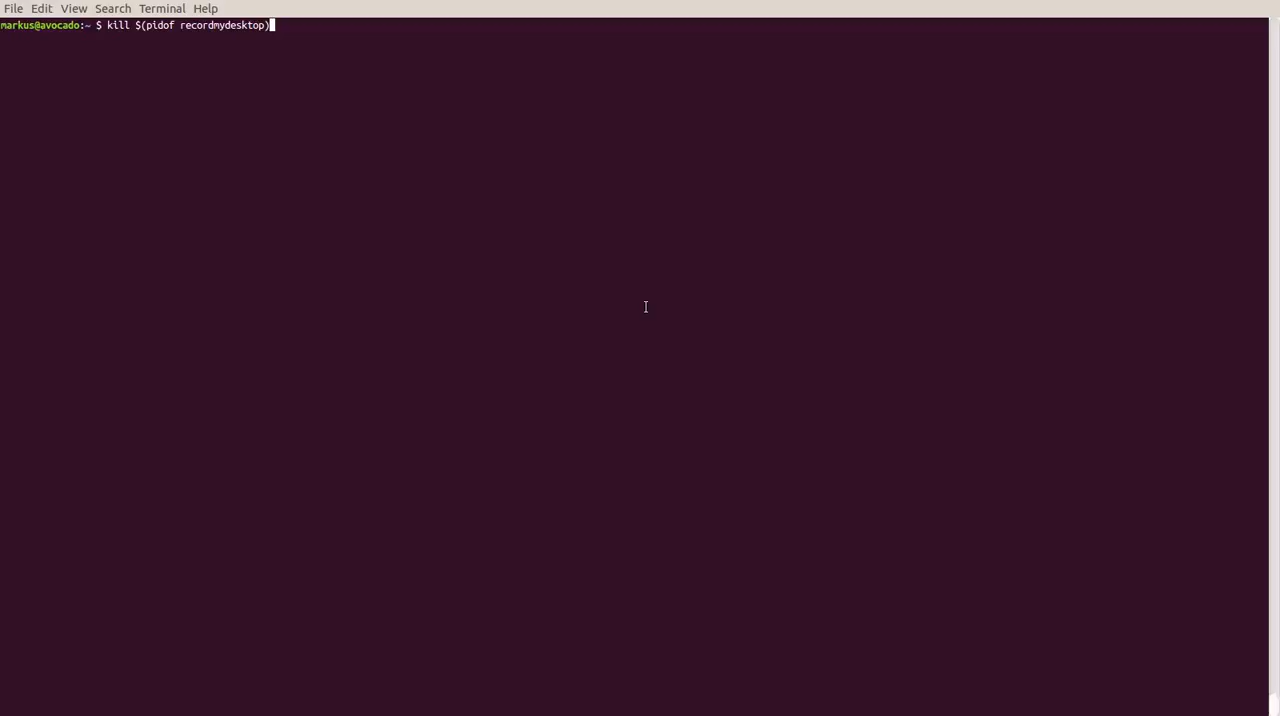 File Edit View Search Terminal Help
markus@avocado:~ $ kill $(pidof recordmydesktop)